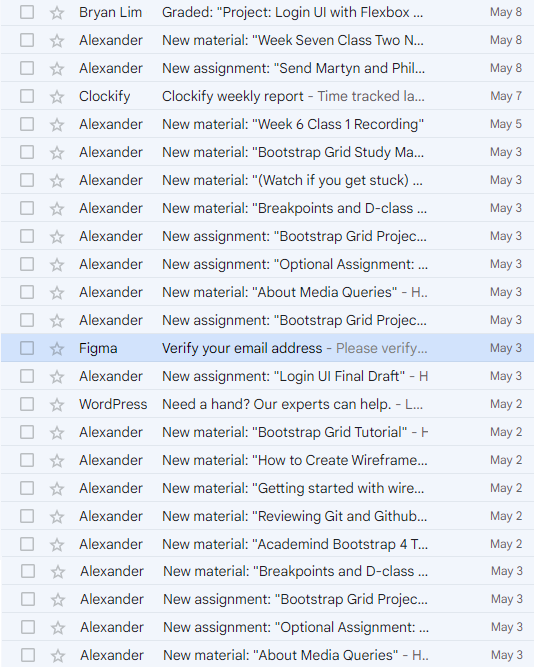 Bryan Lim Graded: "Project: Login UI with Flexbox ... May 8
Alexander New material: "Week Seven Class Two N... May 8
Alexander New assignment: "Send Martyn and Phil... May 8
Clockify Clockify weekly report - Time tracked la... May 7
Alexander New material: "Week 6 Class 1 Recording" May 5
Alexander New material: "Bootstrap Grid Study Ma... May 3
Alexander New material: "(Watch if you get stuck) ... May 3
Alexander New material: "Breakpoints and D-class ... May 3
Alexander New assignment: "Bootstrap Grid Projec... May 3
Alexander New assignment: "Optional Assignment: ... May 3
Alexander New material: "About Media Queries" - H.. May 3
Alexander New assignment: "Bootstrap Grid Projec... May 3
Figma Verify your email address - Please verify... May 3
Alexander New assignment: "Login UI Final Draft" - H May 3
WordPress Need a hand? Our experts can help. - L... May 2
Alexander New material: "Bootstrap Grid Tutorial" - H May 2
Alexander New material: "How to Create Wireframe... May 2
Alexander New material: "Getting started with wire... May 2
Alexander New material: "Reviewing Git and Github... May 2
Alexander New material: "Academind Bootstrap 4 T... May 2
Alexander New material: "Breakpoints and D-class ... May 3
Alexander New assignment: "Bootstrap Grid Projec... May 3
Alexander New assignment: "Optional Assignment: ... May 3
Alexander New material: "About Media Queries" - H.. May 3